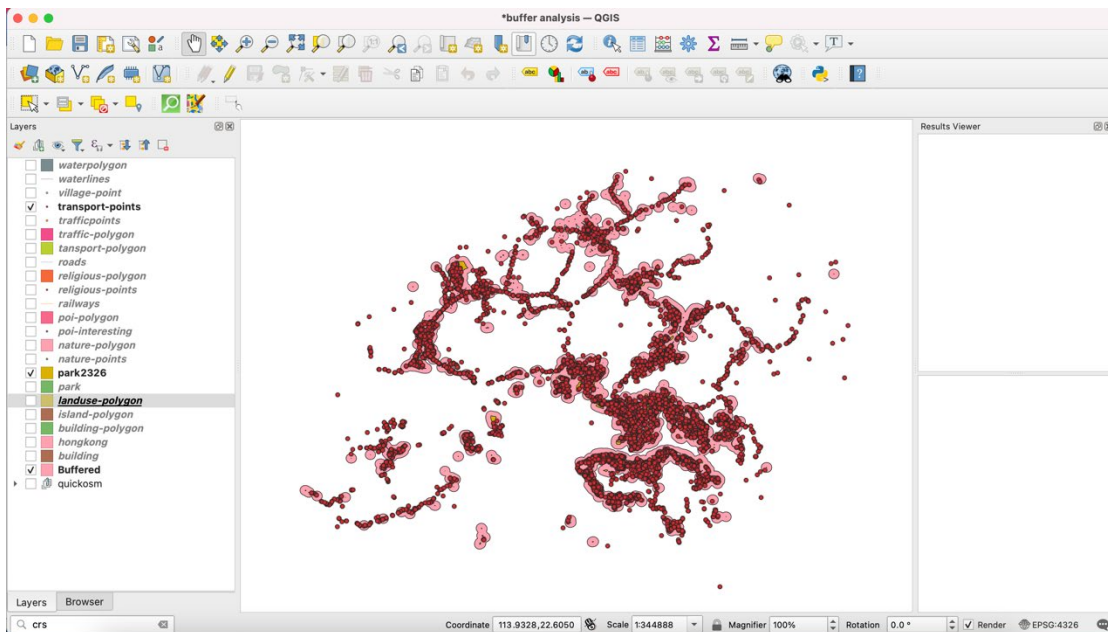 *buffer analysis — QGIS
Layers
Results Viewer
waterpolygon
waterlines
village-point
transport-points
trafficpoints
traffic-polygon
tansport-polygon
roads
religious-polygon
religious-points
railways
poi-polygon
poi-interesting
nature-polygon
nature-points
park2326
park
landuse-polygon
island-polygon
building-polygon
hongkong
building
Buffered
quickosm
Layers Browser
crs Coordinate 113.9328,22.6050 Scale 1:344888 Magnifier 100% Rotation 0.0 ° Render EPSG:4326